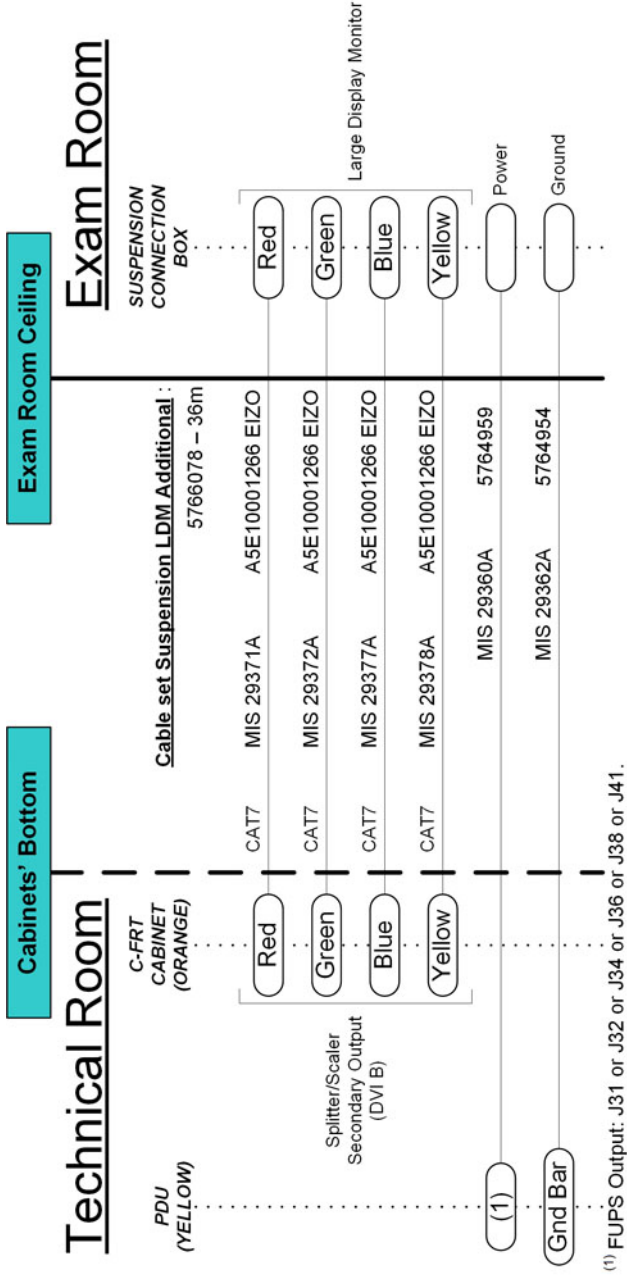 Cabinets' Bottom
Exam Room Ceiling
Technical Room
Exam Room
PDU
(YELLOW)
C-FRT
CABINET
(ORANGE)
SUSPENSION
CONNECTION
BOX
Cable set Suspension LDM Additional :
5766078 – 36m
Splitter/Scaler
Secondary Output
(DVI B)
Red
CAT7
MIS 29371A
A5E10001266 EIZO
Red
Green
CAT7
MIS 29372A
A5E10001266 EIZO
Green
Blue
CAT7
MIS 29377A
A5E10001266 EIZO
Blue
Yellow
CAT7
MIS 29378A
A5E10001266 EIZO
Yellow
Large Display Monitor
(1)
MIS 29360A
5764959
Power
Gnd Bar
MIS 29362A
5764954
Ground
(1) FUPS Output: J31 or J32 or J34 or J36 or J38 or J41.